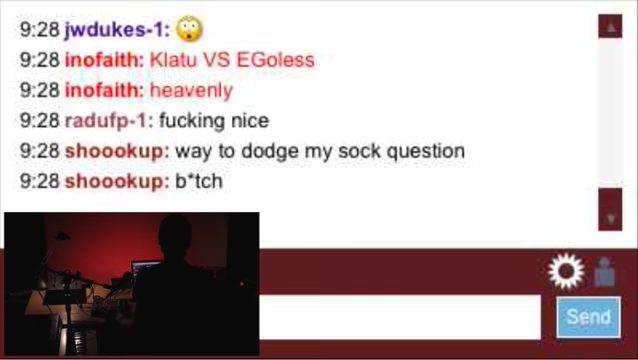 9:28 jwdukes-1:
9:28 inofaith: Klatu VS EGoless
9:28 inofaith: heavenly
9:28 radufp-1: fucking nice
9:28 shoookup: way to dodge my sock question
9:28 shoookup: b*tch
Send